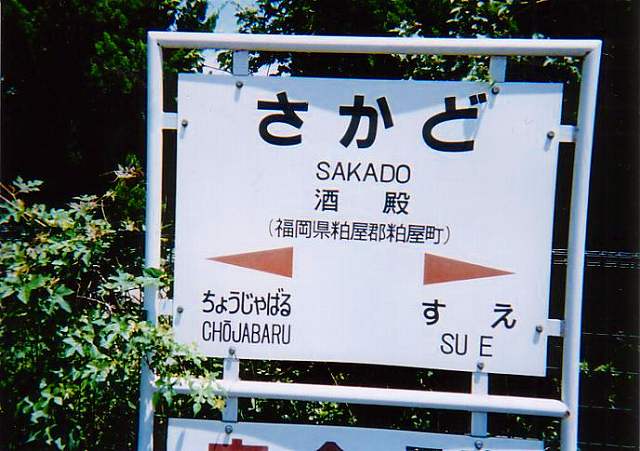 さかど
SAKADO
酒殿
(福岡県粕屋郡粕屋町)
ちょうじゃばる すえ
CHŌJABARU SUE